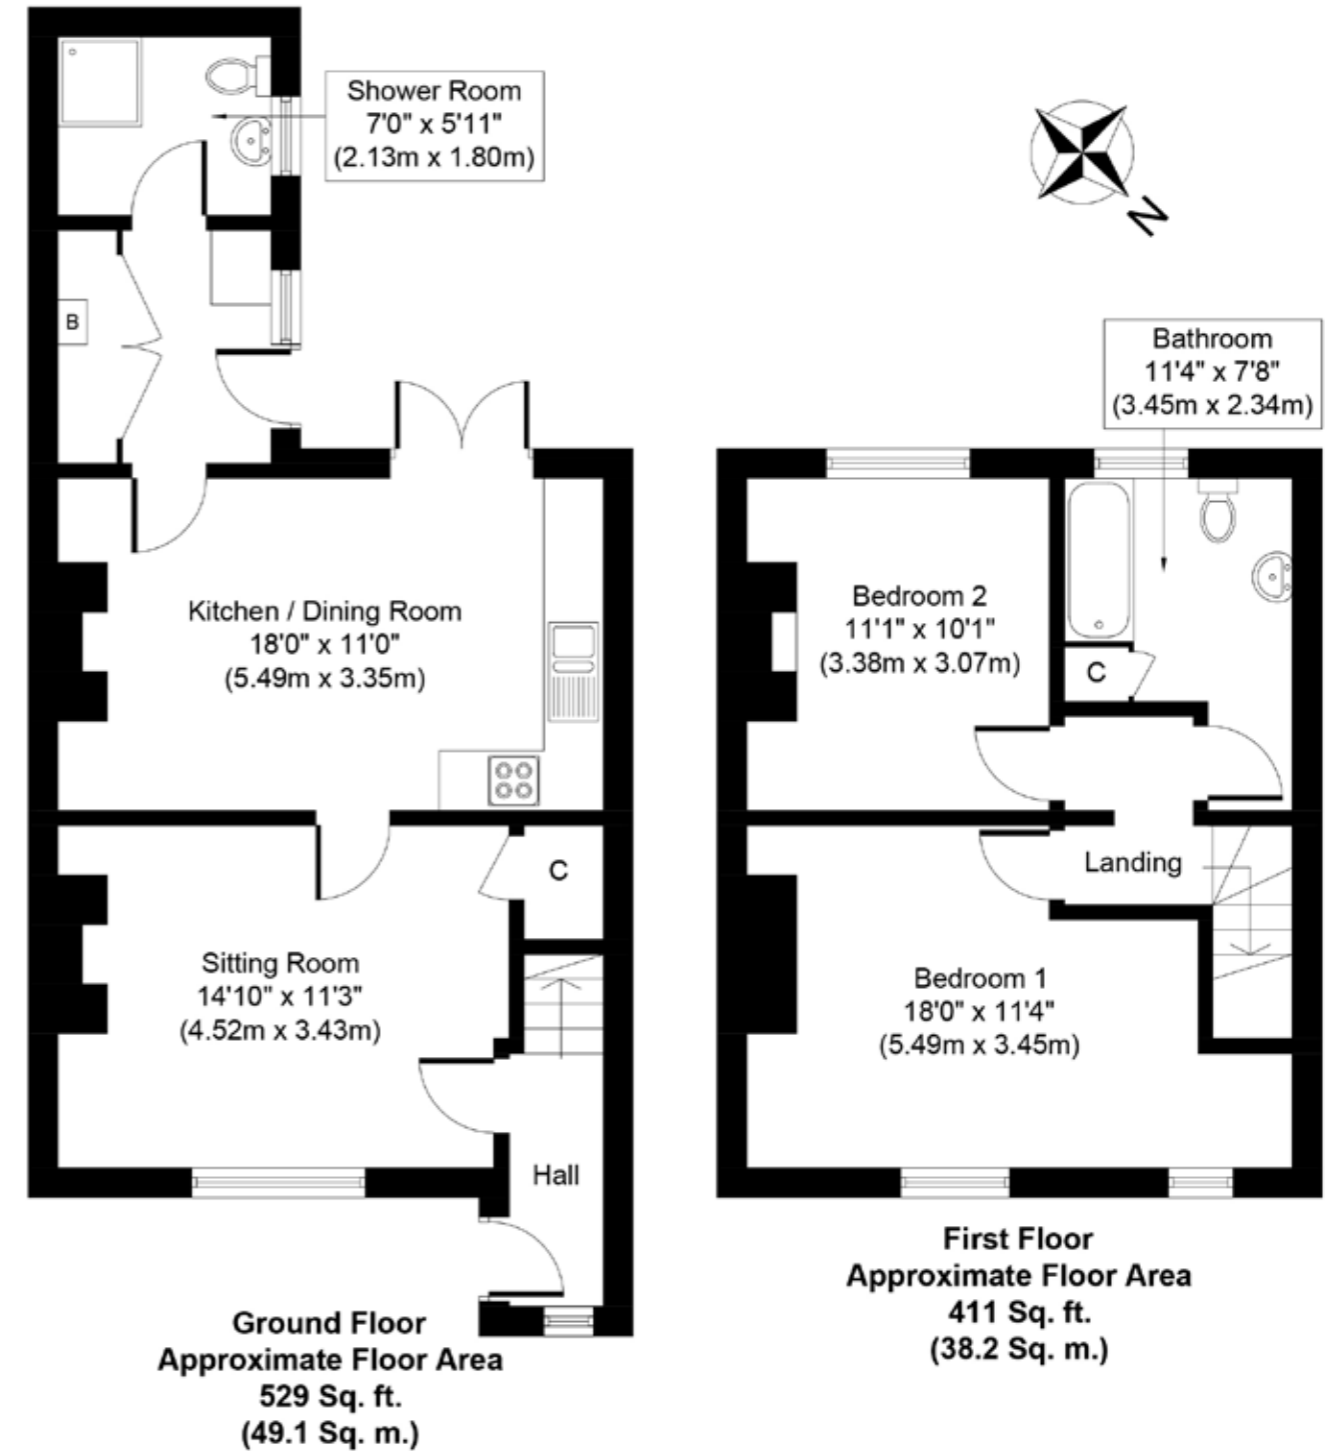 Shower Room
7'0" x 5'11"
(2.13m x 1.80m)
N
B
Bathroom
11'4" x 7'8"
(3.45m x 2.34m)
Kitchen / Dining Room
18'0" x 11'0"
(5.49m x 3.35m)
Bedroom 2
11'1" x 10'1"
(3.38m x 3.07m)
C
C
Landing
Sitting Room
14'10" x 11'3"
(4.52m x 3.43m)
Bedroom 1
18'0" x 11'4"
(5.49m x 3.45m)
Hall
Ground Floor
Approximate Floor Area
529 Sq. ft.
(49.1 Sq. m.)
First Floor
Approximate Floor Area
411 Sq. ft.
(38.2 Sq. m.)